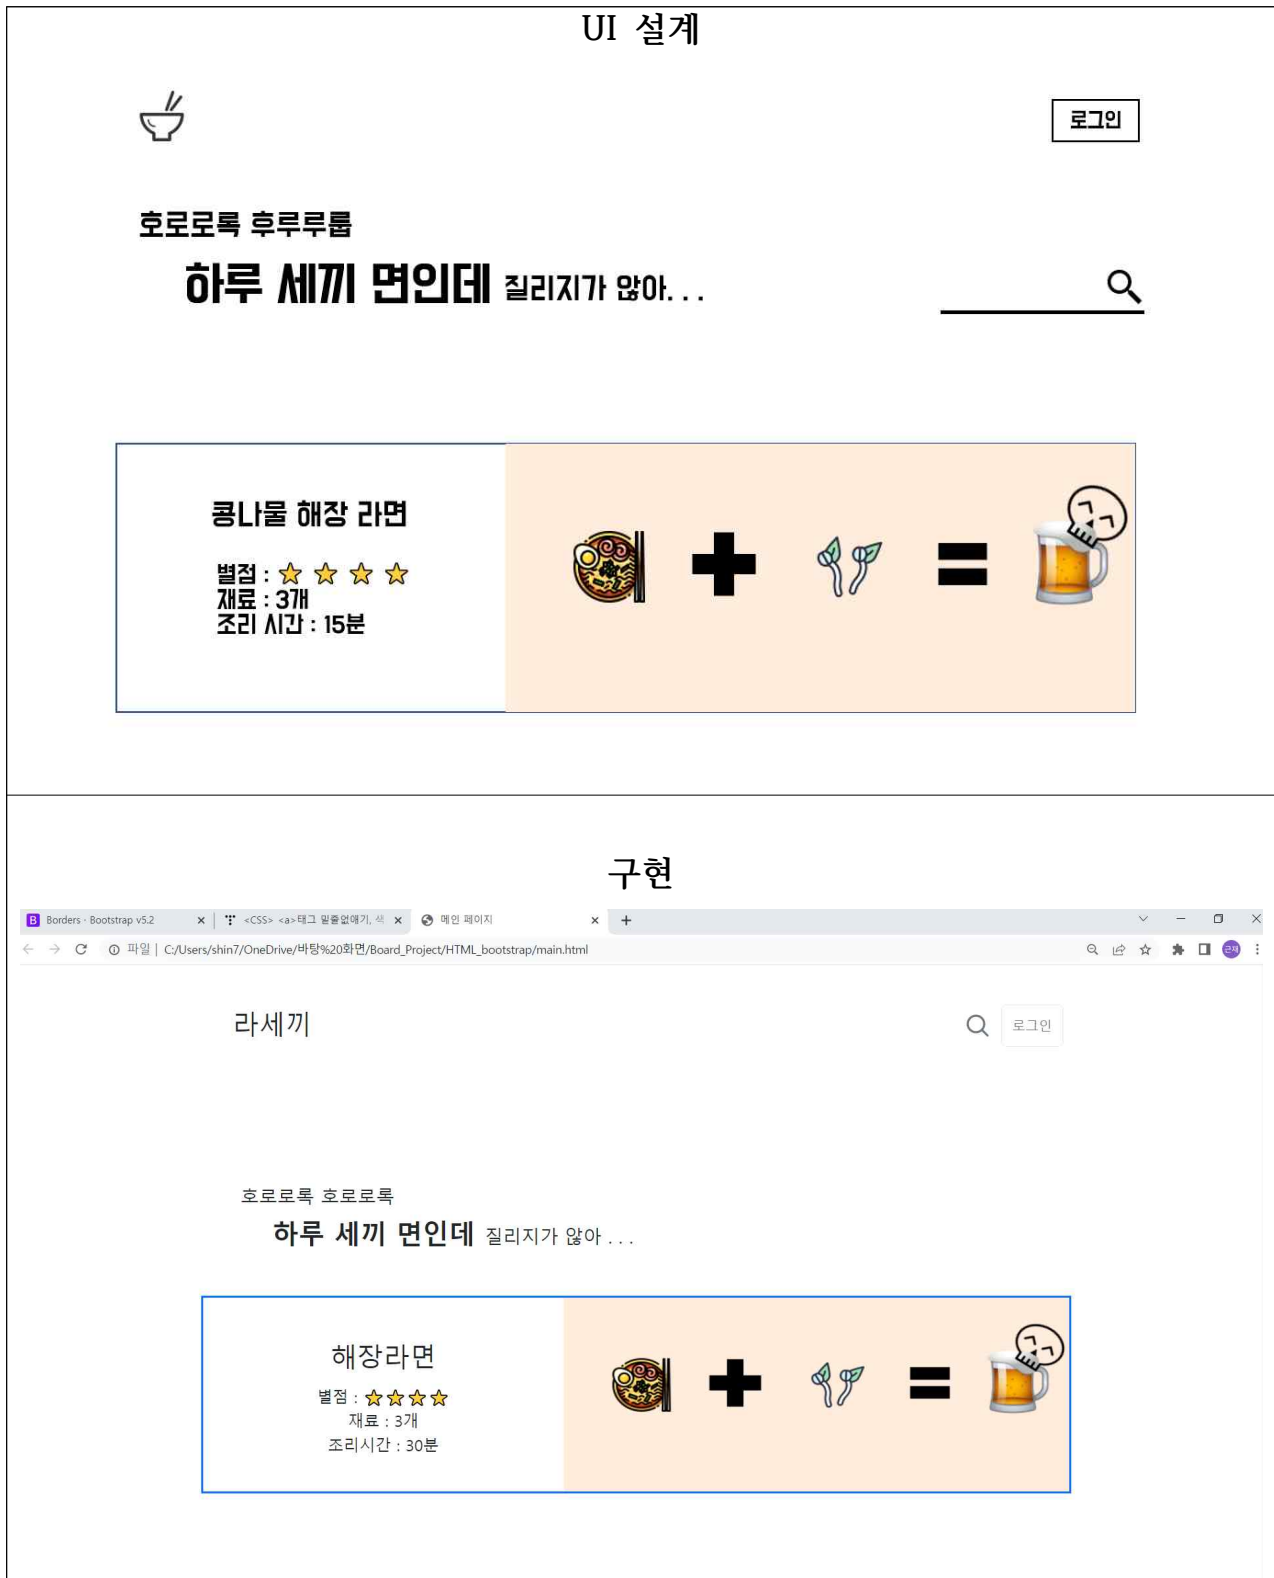 UI 설계
로그인
호로로록 후루루룹
하루 세끼 면인데 질리지가 않아. . .
콩나물 해장 라면
별점 :
재료 : 3개
조리 시간 : 15분
구현
B Borders · Bootstrap v5.2
<CSS> <a>태그 밑줄없애기, 색
메인 페이지
파일 | C:/Users/shin7/OneDrive/바탕%20화면/Board_Project/HTML_bootstrap/main.html
근재
라세끼
로그인
호로로록 호로로록
하루 세끼 면인데 질리지가 않아 . . .
해장라면
별점 :
재료 : 3개
조리시간 : 30분